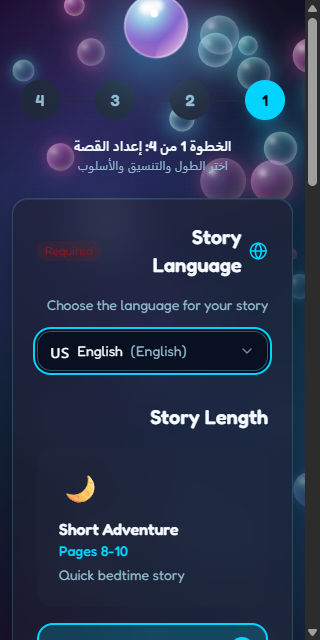 1 2 3 4
الخطوة 1 من 4: إعداد القصة
اختر الطول والتنسيق والأسلوب
Story
Language
Required
Choose the language for your story
US English (English)
Story Length
Short Adventure
Pages 8-10
Quick bedtime story